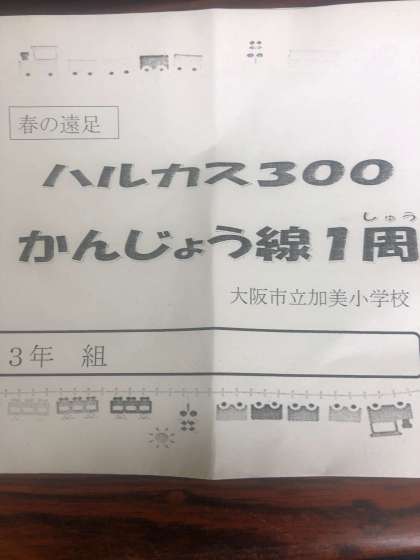 春の遠足
ハルカス300
しゅう
かんじょう線1周
大阪市立加美小学校
3年　組